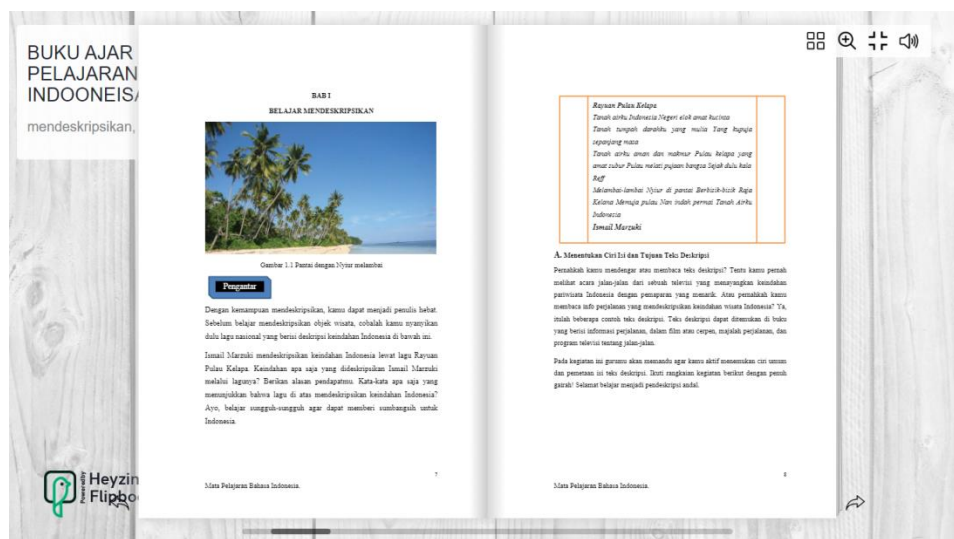 BUKU AJAR
PELAJARAN
INDOONEISA
mendeskripsikan,
BAB I
BELAJAR MENDESKRIPSIKAN
Gambar 1.1 Pantai dengan Nyiur melambai
Pengantar
Dengan kemampuan mendeskripsikan, kamu dapat menjadi penulis hebat.
Sebelum belajar mendeskripsikan objek wisata, cobalah kamu nyanyikan
dulu lagu nasional yang berisi deskripsi keindahan Indonesia di bawah ini.
Ismail Marzuki mendeskripsikan keindahan Indonesia lewat lagu Rayuan
Pulau Kelapa. Keindahan apa saja yang dideskripsikan Ismail Marzuki
melalui lagunya? Berikan alasan pendapatmu. Kata-kata apa saja yang
menunjukkan bahwa lagu di atas mendeskripsikan keindahan Indonesia?
Ayo, belajar sungguh-sungguh agar dapat memberi sumbangsih untuk
Indonesia.
7
Mata Pelajaran Bahasa Indonesia.
Rayuan Pulau Kelapa
Tanah airku Indonesia Negeri elok amat kucinta
Tanah tumpah darahku yang mulia Yang kupuja
sepanjang masa
Tanah airku aman dan makmur Pulau kelapa yang
amat subur Pulau melati pujaan bangsa Sejak dulu kala
Reff
Melambai-lambai Nyiur di pantai Berbisik-bisik Raja
Kelana Memuja pulau Nan indah permai Tanah Airku
Indonesia
Ismail Marzuki
A. Menentukan Ciri Isi dan Tujuan Teks Deskripsi
Pernahkah kamu mendengar atau membaca teks deskripsi? Tentu kamu pernah
melihat acara jalan-jalan dari sebuah televisi yang menayangkan keindahan
pariwisata Indonesia dengan pemaparan yang menarik. Atau pernahkah kamu
membaca info perjalanan yang mendeskripsikan keindahan wisata Indonesia? Ya,
itulah beberapa contoh teks deskripsi. Teks deskripsi dapat ditemukan di buku
yang berisi informasi perjalanan, dalam film atau cerpen, majalah perjalanan, dan
program televisi tentang jalan-jalan.
Pada kegiatan ini gurumu akan memandu agar kamu aktif menemukan ciri umum
dan pemetaan isi teks deskripsi. Ikuti rangkaian kegiatan berikut dengan penuh
gairah! Selamat belajar menjadi pendeskripsi andal.
8
Mata Pelajaran Bahasa Indonesia.
Powered by
Heyzin
Flipbo